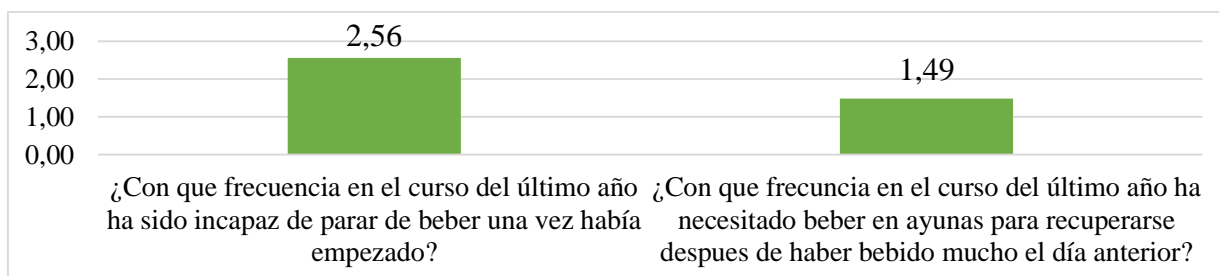 3,00
2,00
1,00
0,00
2,56
1,49
¿Con que frecuencia en el curso del último año
ha sido incapaz de parar de beber una vez había
empezado?
¿Con que frecuncia en el curso del último año ha
necesitado beber en ayunas para recuperarse
despues de haber bebido mucho el día anterior?